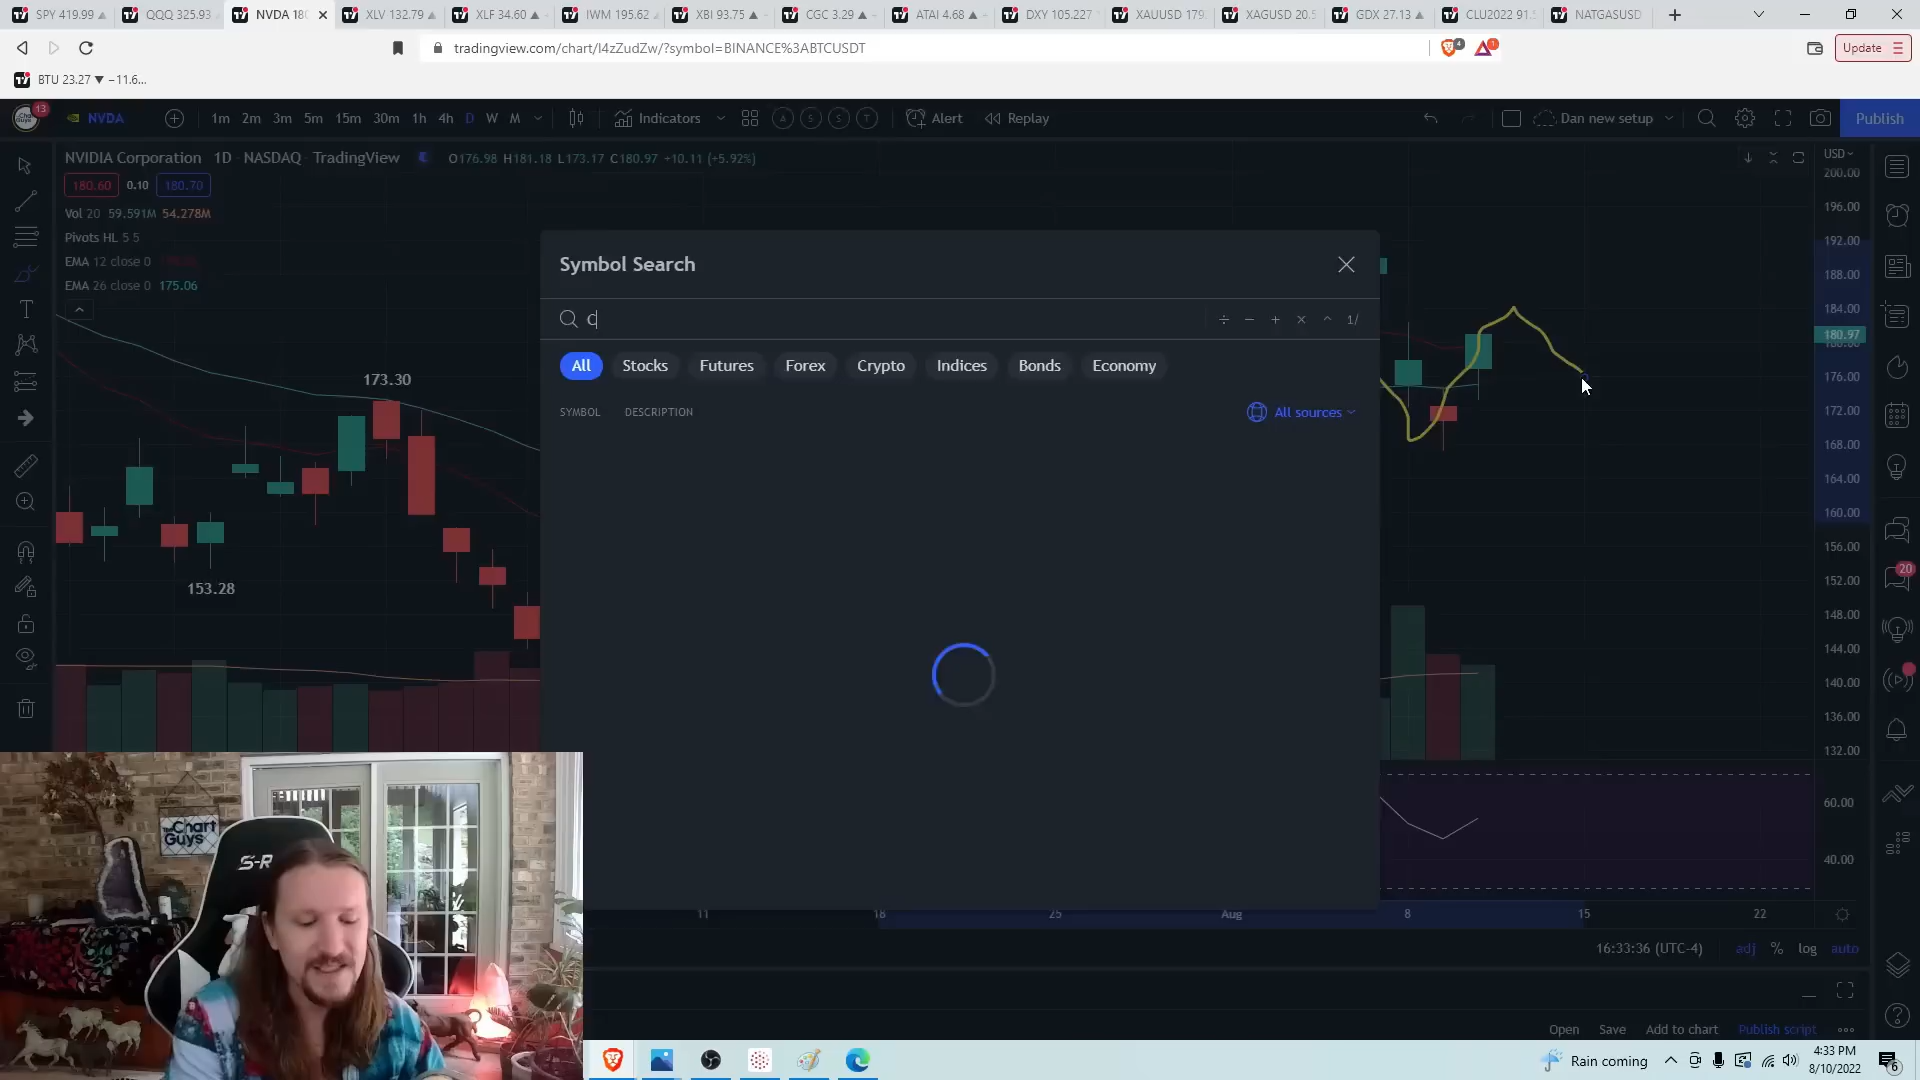 SPY 419.99 ▲
QQQ 325.93
NVDA 180
XLV 132.79 ▲
XLF 34.60 ▲ −
IWM 195.62
XBI 93.75 ▲ −
CGC 3.29 ▲ −
ATAI 4.68 ▲ −
DXY 105.227
XAUUSD 179
XAGUSD 20.5
GDX 27.13 ▲
CLU2022 91.5
NATGASUSD
tradingview.com/chart/I4zZudZw/?symbol=BINANCE%3ABTCUSDT
4
1
Update
BTU 23.27 ▼ −11.6...
13
NVDA
1m 2m 3m 5m 15m 30m 1h 4h D W M
Indicators
A S S T
Alert
Replay
Dan new setup
Publish
NVIDIA Corporation 1D NASDAQ TradingView
O176.98 H181.18 L173.17 C180.97 +10.11 (+5.92%)
180.60 0.10 180.70
Vol 20 59.591M 54.278M
Pivots HL 5 5
EMA 12 close 0
EMA 26 close 0 175.06
173.30
153.28
Symbol Search
C
÷ − + × ^ 1/
All Stocks Futures Forex Crypto Indices Bonds Economy
SYMBOL DESCRIPTION
All sources
USD
200.00
196.00
192.00
188.00
184.00
180.97
180.00
176.00
172.00
168.00
164.00
160.00
156.00
152.00
148.00
144.00
140.00
136.00
132.00
60.00
40.00
20
11 18 25 Aug 8 15 22
16:33:36 (UTC-4)
adj % log auto
Open Save Add to chart Publish script
The Chart Guys
S-R
Rain coming
4:33 PM
8/10/2022
6